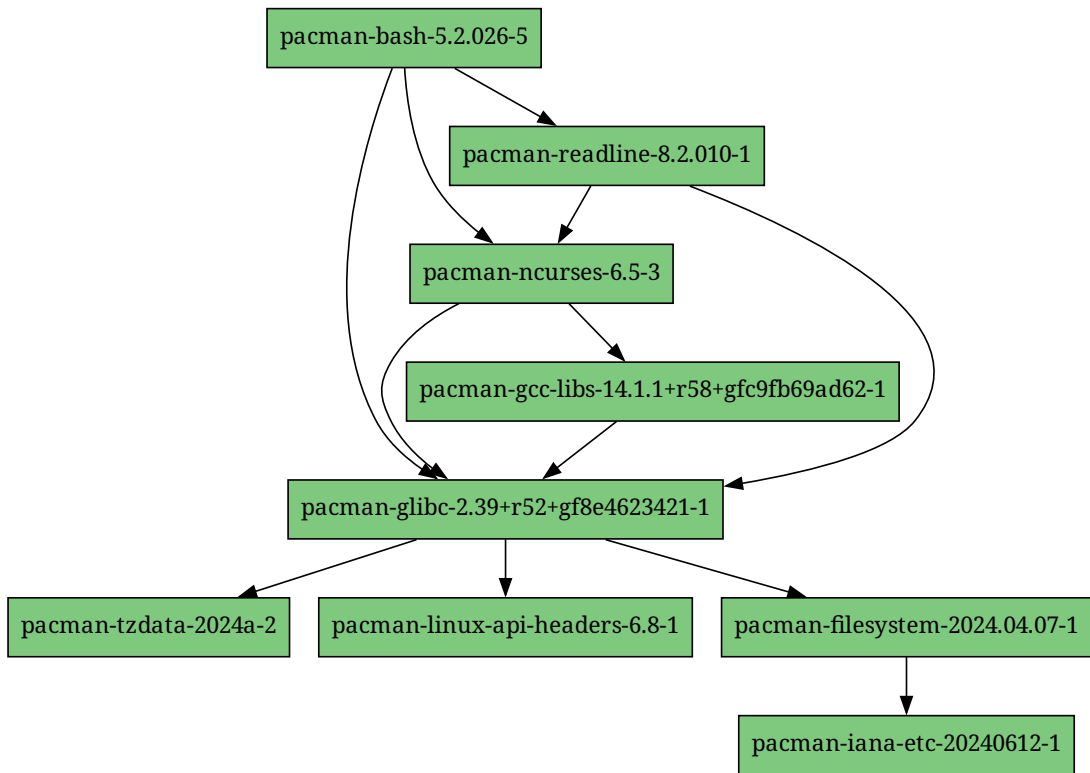 pacman-bash-5.2.026-5
pacman-readline-8.2.010-1
pacman-ncurses-6.5-3
pacman-gcc-libs-14.1.1+r58+gfc9fb69ad62-1
pacman-glibc-2.39+r52+gf8e4623421-1
pacman-tzdata-2024a-2
pacman-linux-api-headers-6.8-1
pacman-filesystem-2024.04.07-1
pacman-iana-etc-20240612-1